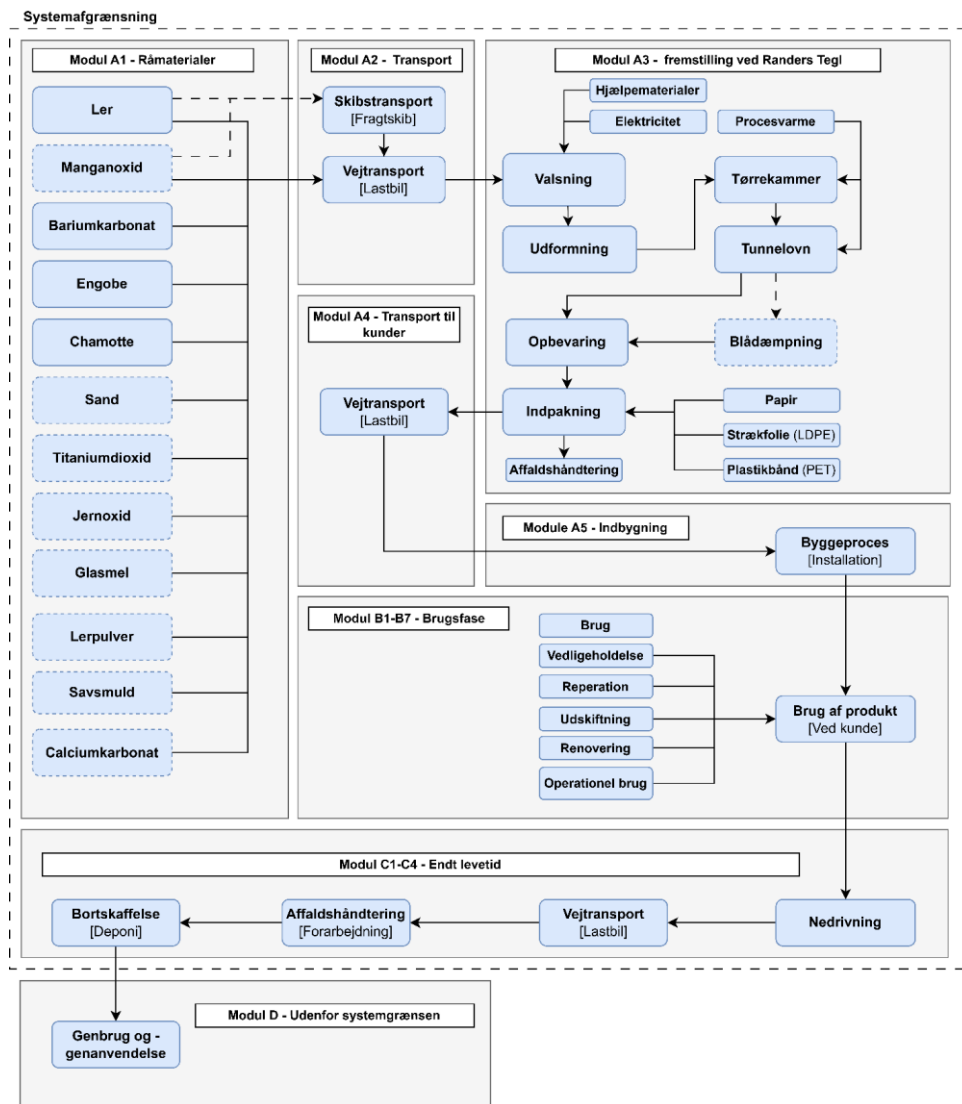 Systemafgrænsning
Modul A1 - Råmaterialer
Ler
Manganoxid
Bariumkarbonat
Engobe
Chamotte
Sand
Titaniumdioxid
Jernoxid
Glasmel
Lerpulver
Savsmuld
Calciumkarbonat
Modul A2 - Transport
Skibstransport
[Fragtskib]
Vejtransport
[Lastbil]
Modul A3 - fremstilling ved Randers Tegl
Hjælpematerialer
Elektricitet
Procesvarme
Valsning
Tørrekammer
Udformning
Tunnelovn
Opbevaring
Blådæmpning
Indpakning
Papir
Strækfolie (LDPE)
Plastikbånd (PET)
Affaldshåndtering
Modul A4 - Transport til
kunder
Vejtransport
[Lastbil]
Module A5 - Indbygning
Byggeproces
[Installation]
Modul B1-B7 - Brugsfase
Brug
Vedligeholdelse
Reperation
Udskiftning
Renovering
Operationel brug
Brug af produkt
[Ved kunde]
Modul C1-C4 - Endt levetid
Bortskaffelse
[Deponi]
Affaldshåndtering
[Forarbejdning]
Vejtransport
[Lastbil]
Nedrivning
Modul D - Udenfor systemgrænsen
Genbrug og -
genanvendelse